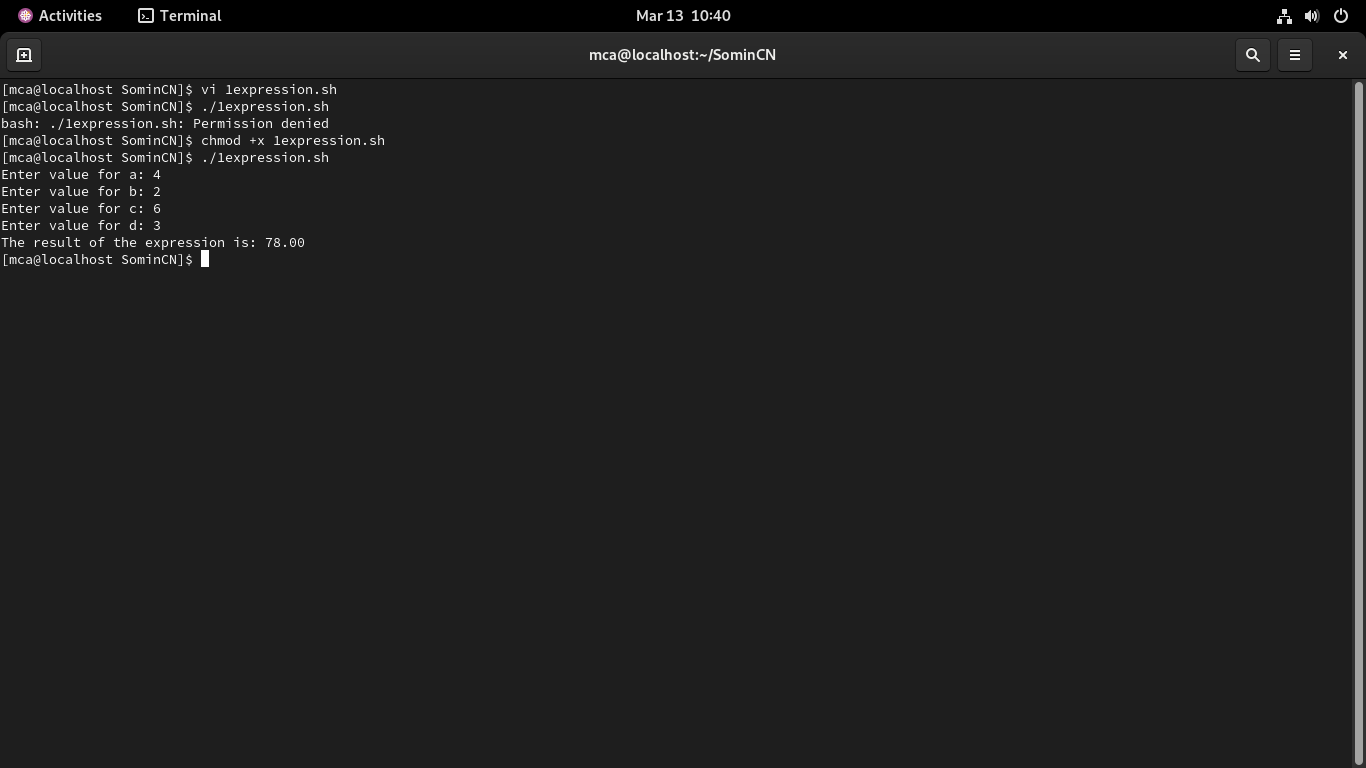 Activities Terminal Mar 13 10:40
mca@localhost:~/SominCN
[mca@localhost SominCN]$ vi 1expression.sh
[mca@localhost SominCN]$ ./1expression.sh
bash: ./1expression.sh: Permission denied
[mca@localhost SominCN]$ chmod +x 1expression.sh
[mca@localhost SominCN]$ ./1expression.sh
Enter value for a: 4
Enter value for b: 2
Enter value for c: 6
Enter value for d: 3
The result of the expression is: 78.00
[mca@localhost SominCN]$